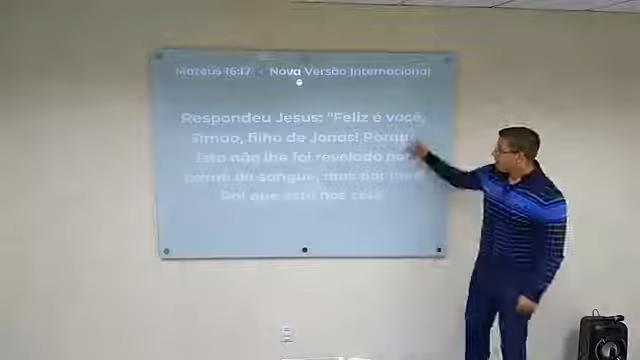 Mateus 16:17 - Nova Versão Internacional
Respondeu Jesus: "Feliz é você,
Simão, filho de Jonas! Porque
isto não lhe foi revelado por
carne ou sangue, mas por meu
Pai que está nos céus.